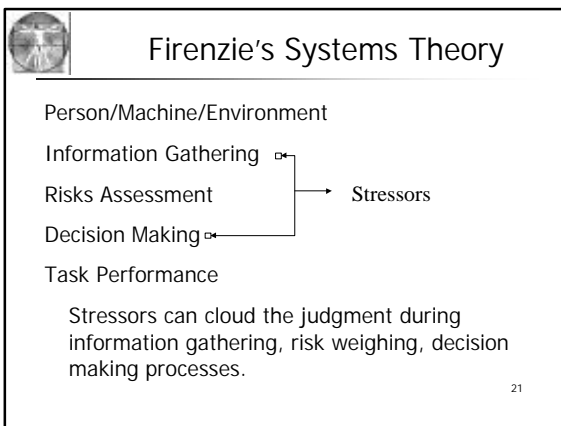 Firenzie's Systems Theory
Person/Machine/Environment
Information Gathering
Risks Assessment
Stressors
Decision Making
Task Performance
Stressors can cloud the judgment during
information gathering, risk weighing, decision
making processes.
21